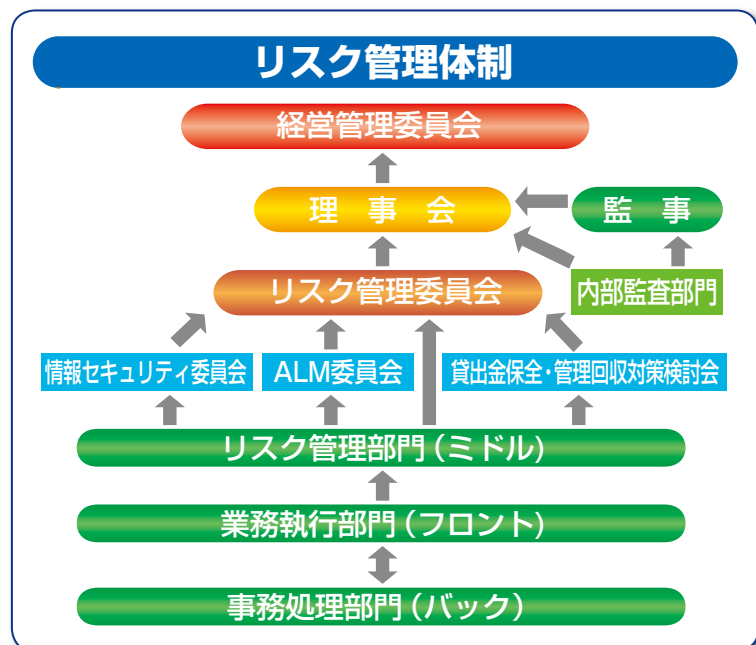 リスク管理体制
経営管理委員会
理事会
監事
リスク管理委員会
内部監査部門
情報セキュリティ委員会
ALM委員会
貸出金保全・管理回収対策検討会
リスク管理部門（ミドル）
業務執行部門（フロント）
事務処理部門（バック）